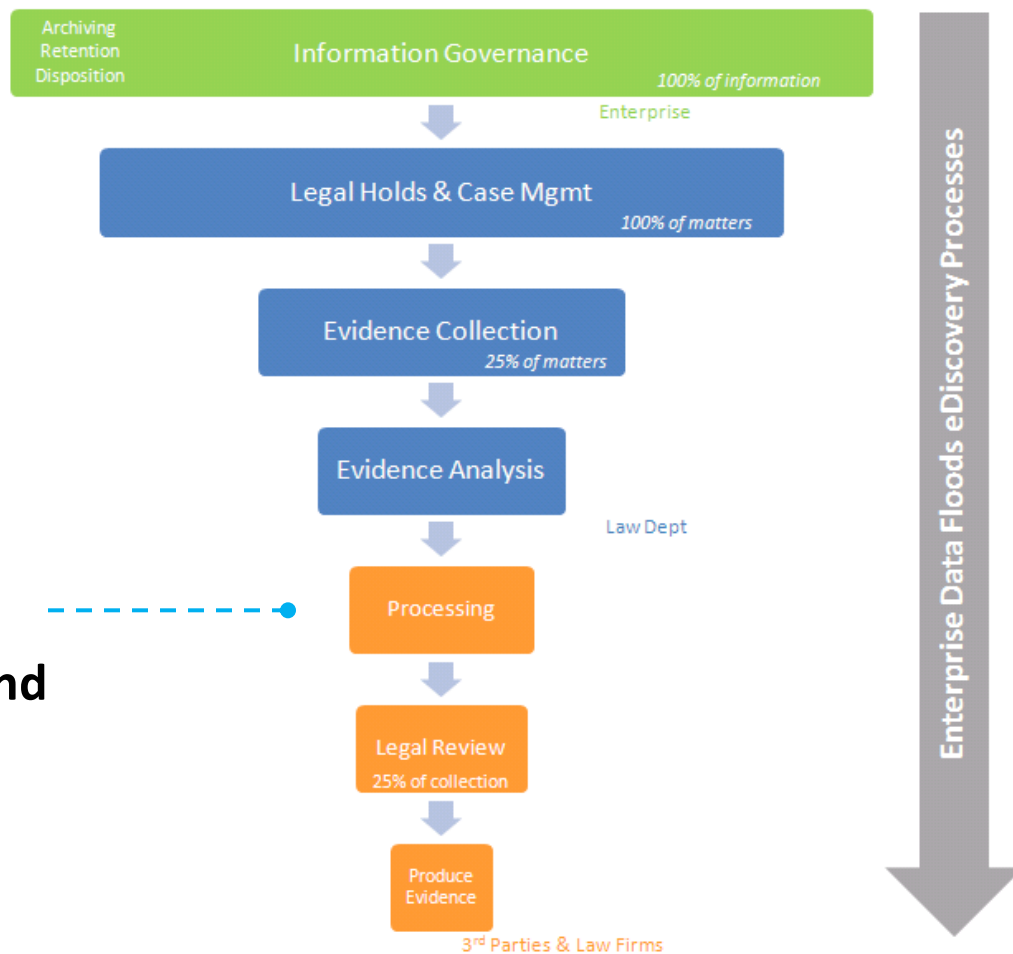 Archiving
Retention
Disposition
Information Governance
100% of information
Enterprise
Legal Holds & Case Mgmt
100% of matters
Evidence Collection
25% of matters
Evidence Analysis
Law Dept
Processing
nd
Legal Review
25% of collection
Produce
Evidence
3rd Parties & Law Firms
Enterprise Data Floods eDiscovery Processes